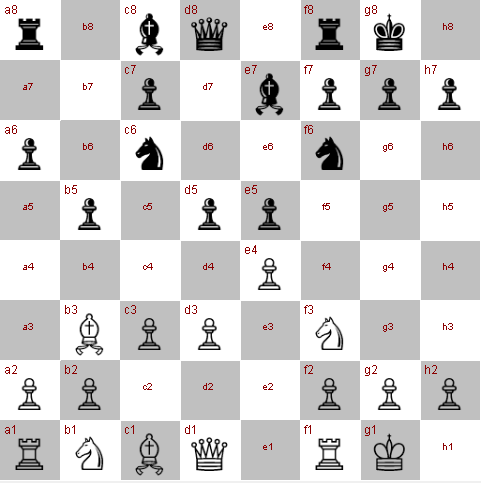 a8 b8 c8 d8 e8 f8 g8 h8
a7 b7 c7 d7 e7 f7 g7 h7
a6 b6 c6 d6 e6 f6 g6 h6
a5 b5 c5 d5 e5 f5 g5 h5
a4 b4 c4 d4 e4 f4 g4 h4
a3 b3 c3 d3 e3 f3 g3 h3
a2 b2 c2 d2 e2 f2 g2 h2
a1 b1 c1 d1 e1 f1 g1 h1